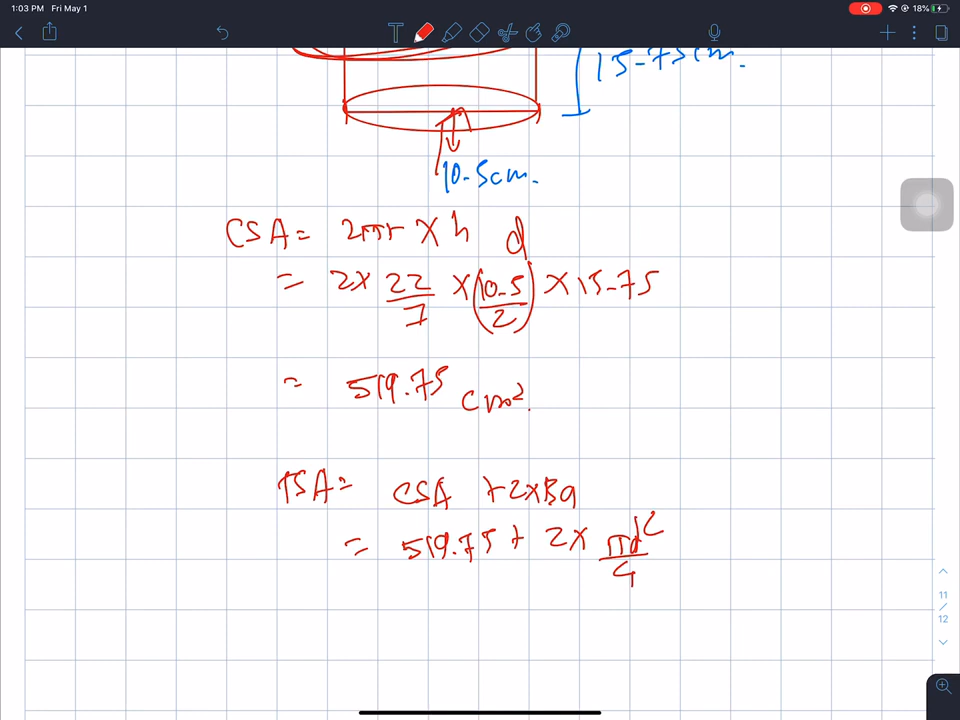 1:03 PM Fri May 1
18%
15-75cm.
10-5cm.
CSA = 2πr × h d
= 2 × 22/7 × (10-5/2) × 15-75
= 519.75 cm².
TSA = CSA + 2×Ba
= 519.75 + 2 × πd²/4
11 / 12